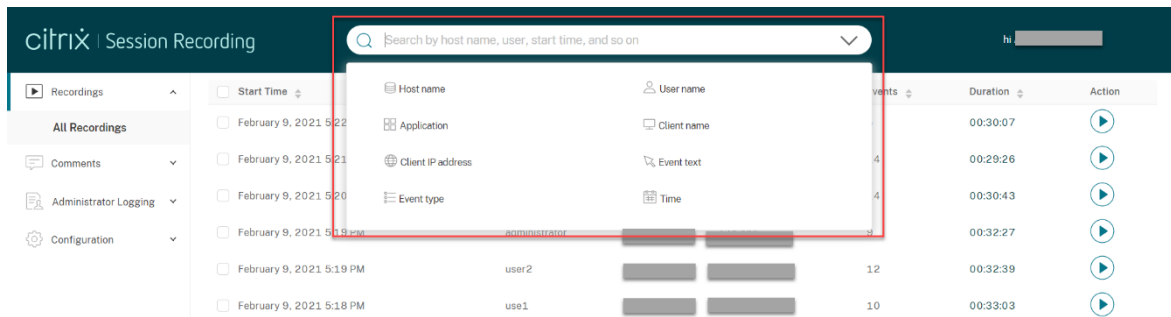 citrix | Session Recording
Search by host name, user, start time, and so on
hi
Recordings
Start Time
Host name
User name
Duration
Action
All Recordings
February 9, 2021 5:22
Application
Client name
00:30:07
Comments
February 9, 2021 5:21
Client IP address
Event text
4
00:29:26
Administrator Logging
February 9, 2021 5:20
Event type
Time
4
00:30:43
Configuration
February 9, 2021 5:19 PM
administrator
9
00:32:27
February 9, 2021 5:19 PM
user2
12
00:32:39
February 9, 2021 5:18 PM
use1
10
00:33:03